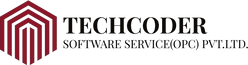 TECHCODER
SOFTWARE SERVICE(OPC) PVT.LTD.